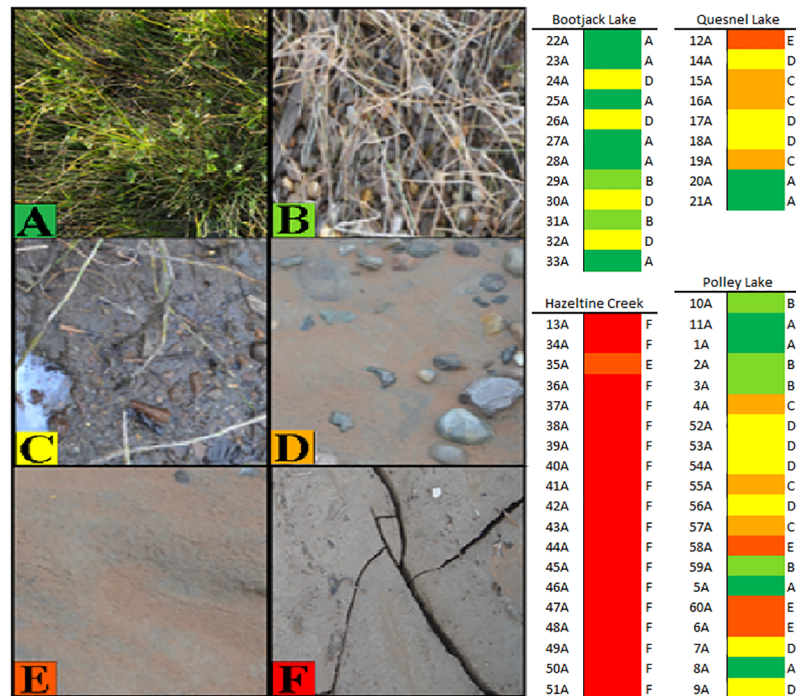 A
B
C
D
E
F
Bootjack Lake
22A A
23A A
24A D
25A A
26A D
27A A
28A A
29A B
30A D
31A B
32A D
33A A
Quesnel Lake
12A E
14A D
15A C
16A C
17A D
18A D
19A C
20A A
21A A
Hazeltine Creek
13A F
34A F
35A E
36A F
37A F
38A F
39A F
40A F
41A F
42A F
43A F
44A F
45A F
46A F
47A F
48A F
49A F
50A F
51A F
Polley Lake
10A B
11A A
1A A
2A B
3A B
4A C
52A D
53A D
54A D
55A C
56A D
57A C
58A E
59A B
5A A
60A E
6A E
7A D
8A A
9A D